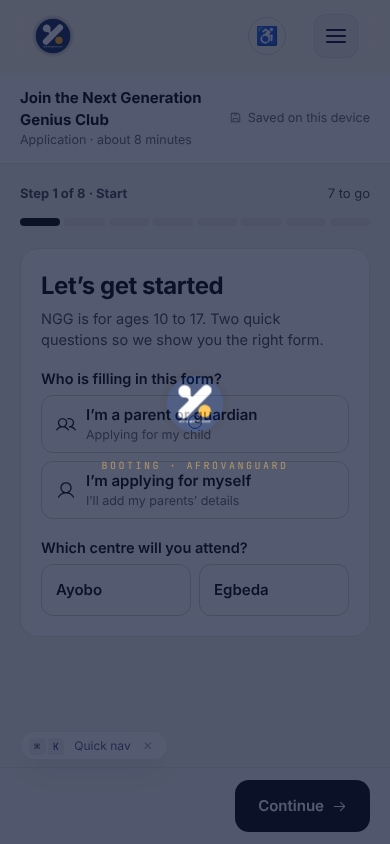 Join the Next Generation
Genius Club
Application · about 8 minutes
Saved on this device
Step 1 of 8 · Start
7 to go
Let’s get started
NGG is for ages 10 to 17. Two quick
questions so we show you the right form.
Who is filling in this form?
I’m a parent or guardian
Applying for my child
BOOTING · AFROVANGUARD
I’m applying for myself
I’ll add my parents’ details
Which centre will you attend?
Ayobo
Egbeda
⌘ K Quick nav ×
Continue →